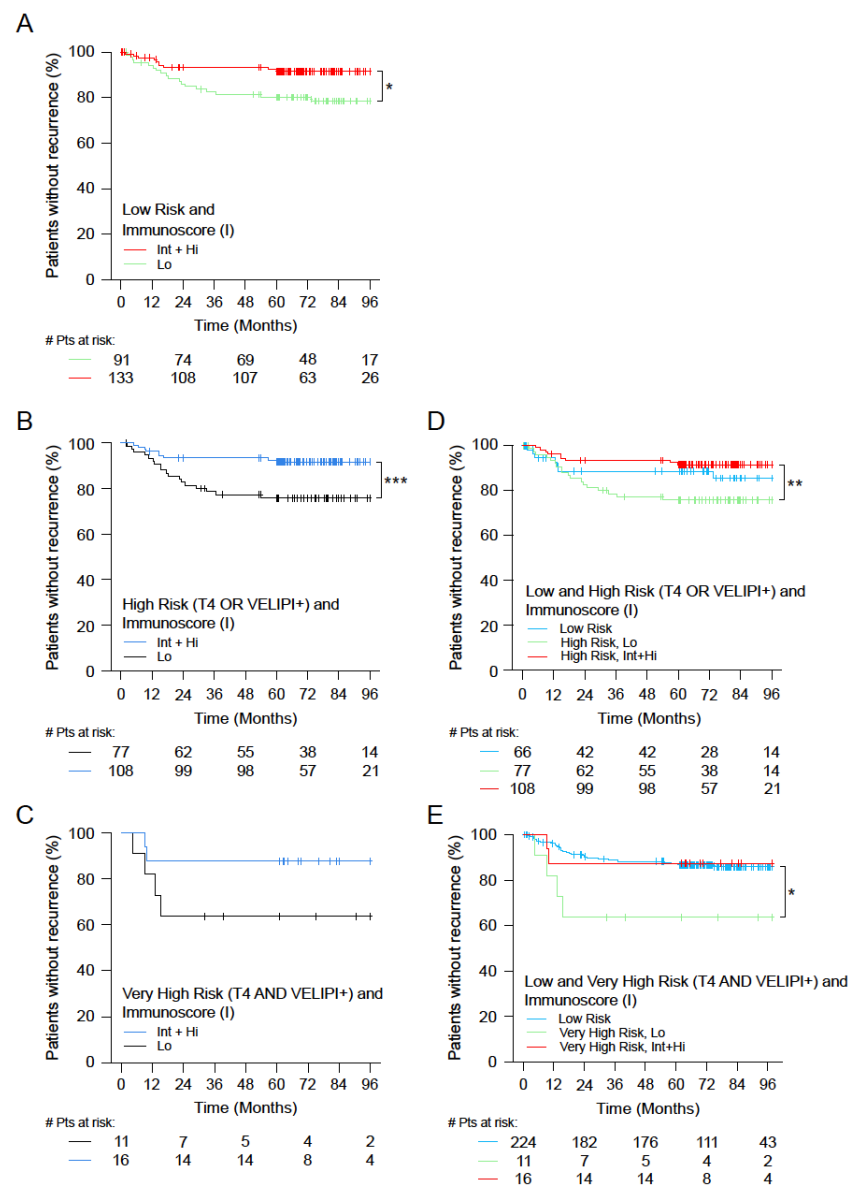 A
Patients without recurrence (%)
100
80
60
40
20
0
*
Low Risk and
Immunoscore (I)
Int + Hi
Lo
0 12 24 36 48 60 72 84 96
Time (Months)
# Pts at risk:
91 74 69 48 17
133 108 107 63 26
B
Patients without recurrence (%)
100
80
60
40
20
0
***
High Risk (T4 OR VELIPI+) and
Immunoscore (I)
Int + Hi
Lo
0 12 24 36 48 60 72 84 96
Time (Months)
# Pts at risk:
77 62 55 38 14
108 99 98 57 21
D
Patients without recurrence (%)
100
80
60
40
20
0
**
Low and High Risk (T4 OR VELIPI+) and
Immunoscore (I)
Low Risk
High Risk, Lo
High Risk, Int+Hi
0 12 24 36 48 60 72 84 96
Time (Months)
# Pts at risk:
66 42 42 28 14
77 62 55 38 14
108 99 98 57 21
C
Patients without recurrence (%)
100
80
60
40
20
0
Very High Risk (T4 AND VELIPI+) and
Immunoscore (I)
Int + Hi
Lo
0 12 24 36 48 60 72 84 96
Time (Months)
# Pts at risk:
11 7 5 4 2
16 14 14 8 4
E
Patients without recurrence (%)
100
80
60
40
20
0
*
Low and Very High Risk (T4 AND VELIPI+) and
Immunoscore (I)
Low Risk
Very High Risk, Lo
Very High Risk, Int+Hi
0 12 24 36 48 60 72 84 96
Time (Months)
# Pts at risk:
224 182 176 111 43
11 7 5 4 2
16 14 14 8 4